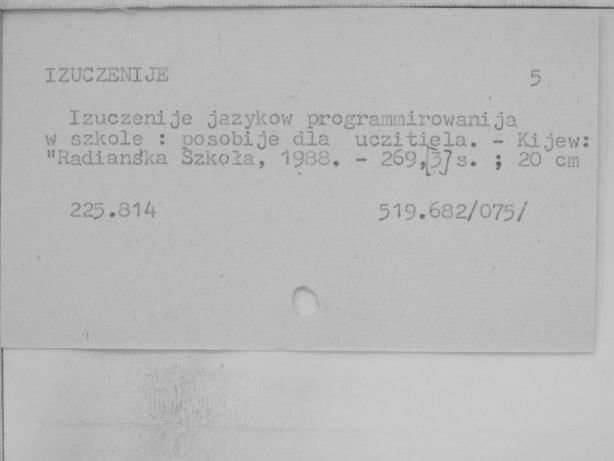 IZUCZENIJE 5
Izuczenije jazykow programmirowanija
w szkole : posobije dla uczitiela. - Kijew:
"Radianśka Szkoła, 1988. - 269,[3] s. ; 20 cm
225.814 519.682/075/